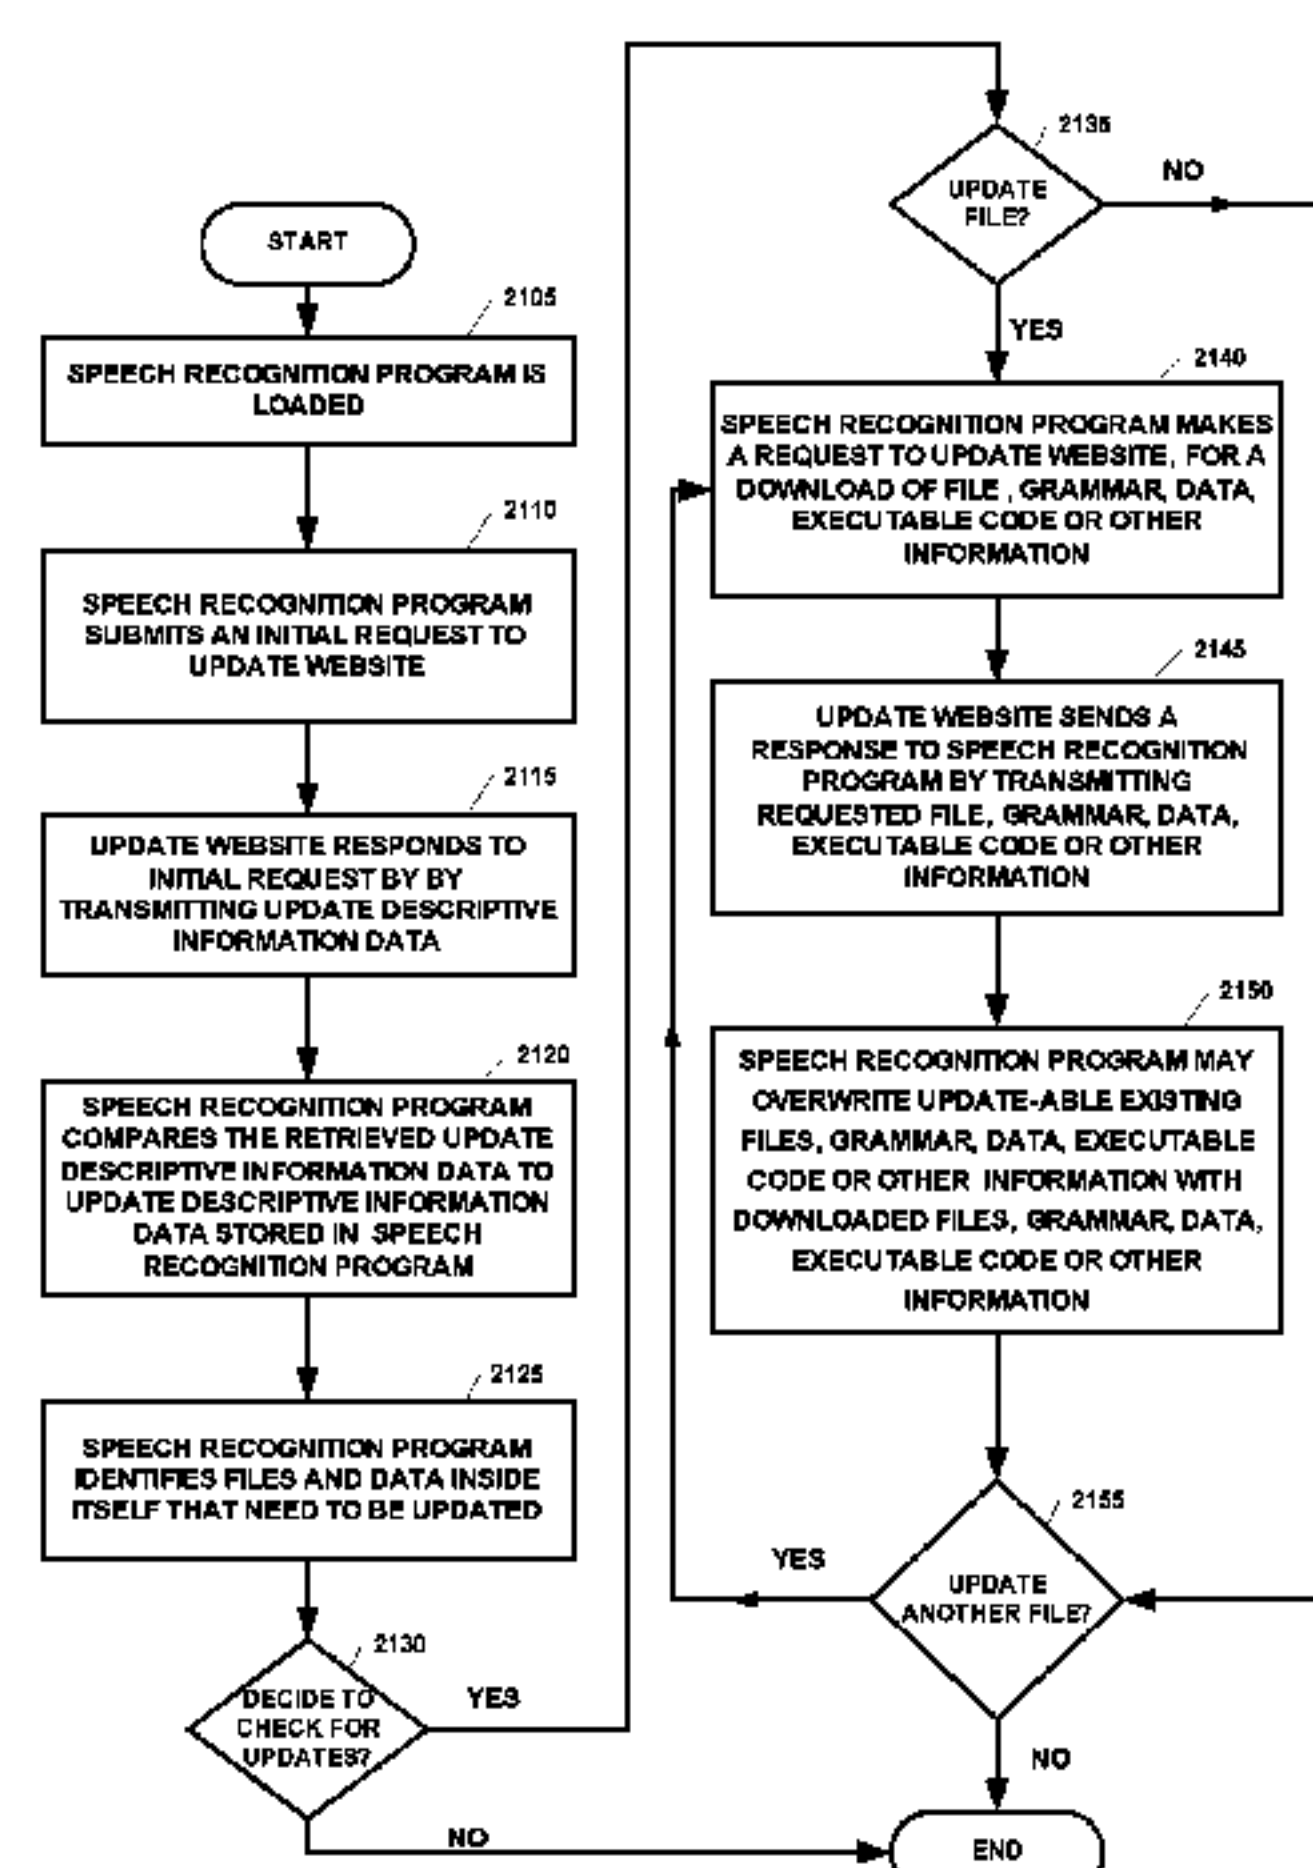 START
2105
SPEECH RECOGNITION PROGRAM IS
LOADED
2110
SPEECH RECOGNITION PROGRAM
SUBMITS AN INITIAL REQUEST TO
UPDATE WEBSITE
2115
UPDATE WEBSITE RESPONDS TO
INITIAL REQUEST BY BY
TRANSMITTING UPDATE DESCRIPTIVE
INFORMATION DATA
2120
SPEECH RECOGNITION PROGRAM
COMPARES THE RETRIEVED UPDATE
DESCRIPTIVE INFORMATION DATA TO
UPDATE DESCRIPTIVE INFORMATION
DATA STORED IN SPEECH
RECOGNITION PROGRAM
2125
SPEECH RECOGNITION PROGRAM
IDENTIFIES FILES AND DATA INSIDE
ITSELF THAT NEED TO BE UPDATED
2130
DECIDE TO
CHECK FOR
UPDATES?
YES
NO
2135
UPDATE
FILE?
NO
YES
2140
SPEECH RECOGNITION PROGRAM MAKES
A REQUEST TO UPDATE WEBSITE, FOR A
DOWNLOAD OF FILE , GRAMMAR, DATA,
EXECUTABLE CODE OR OTHER
INFORMATION
2145
UPDATE WEBSITE SENDS A
RESPONSE TO SPEECH RECOGNITION
PROGRAM BY TRANSMITTING
REQUESTED FILE, GRAMMAR, DATA,
EXECUTABLE CODE OR OTHER
INFORMATION
2150
SPEECH RECOGNITION PROGRAM MAY
OVERWRITE UPDATE-ABLE EXISTING
FILES, GRAMMAR, DATA, EXECUTABLE
CODE OR OTHER INFORMATION WITH
DOWNLOADED FILES, GRAMMAR, DATA,
EXECUTABLE CODE OR OTHER
INFORMATION
2155
UPDATE
ANOTHER FILE?
YES
NO
END